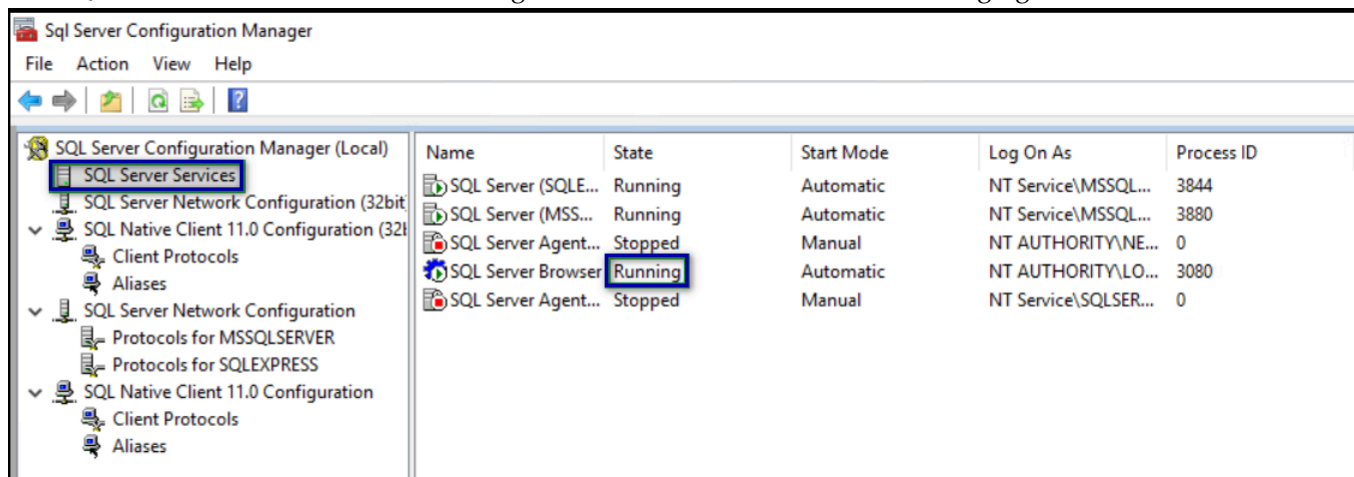 Sql Server Configuration Manager
File Action View Help
SQL Server Configuration Manager (Local)
SQL Server Services
SQL Server Network Configuration (32bit
SQL Native Client 11.0 Configuration (32b
Client Protocols
Aliases
SQL Server Network Configuration
Protocols for MSSQLSERVER
Protocols for SQLEXPRESS
SQL Native Client 11.0 Configuration
Client Protocols
Aliases
Name State Start Mode Log On As Process ID
SQL Server (SQLE... Running Automatic NT Service\MSSQL... 3844
SQL Server (MSS... Running Automatic NT Service\MSSQL... 3880
SQL Server Agent... Stopped Manual NT AUTHORITY\NE... 0
SQL Server Browser Running Automatic NT AUTHORITY\LO... 3080
SQL Server Agent... Stopped Manual NT Service\SQLSER... 0